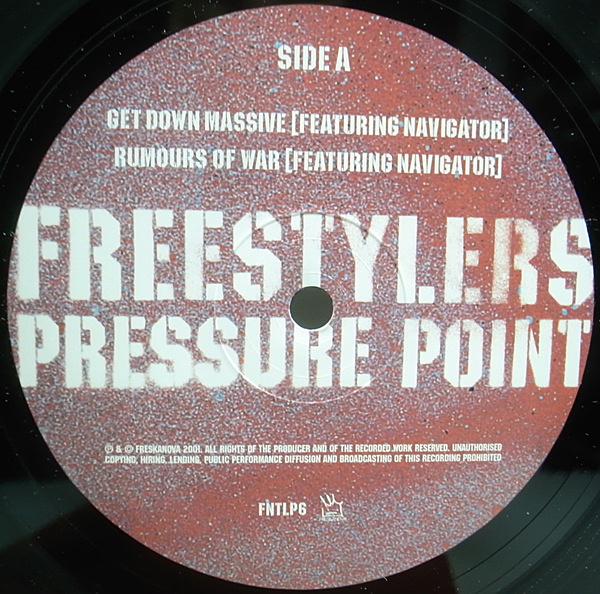 SIDE A
GET DOWN MASSIVE [FEATURING NAVIGATOR]
RUMOURS OF WAR [FEATURING NAVIGATOR]
FREESTYLERS
PRESSURE POINT
℗ & © FRESKANOVA 2001. ALL RIGHTS OF THE PRODUCER AND OF THE RECORDED WORK RESERVED. UNAUTHORISED
COPYING, HIRING, LENDING, PUBLIC PERFORMANCE DIFFUSION AND BROADCASTING OF THIS RECORDING PROHIBITED
FNTLP6